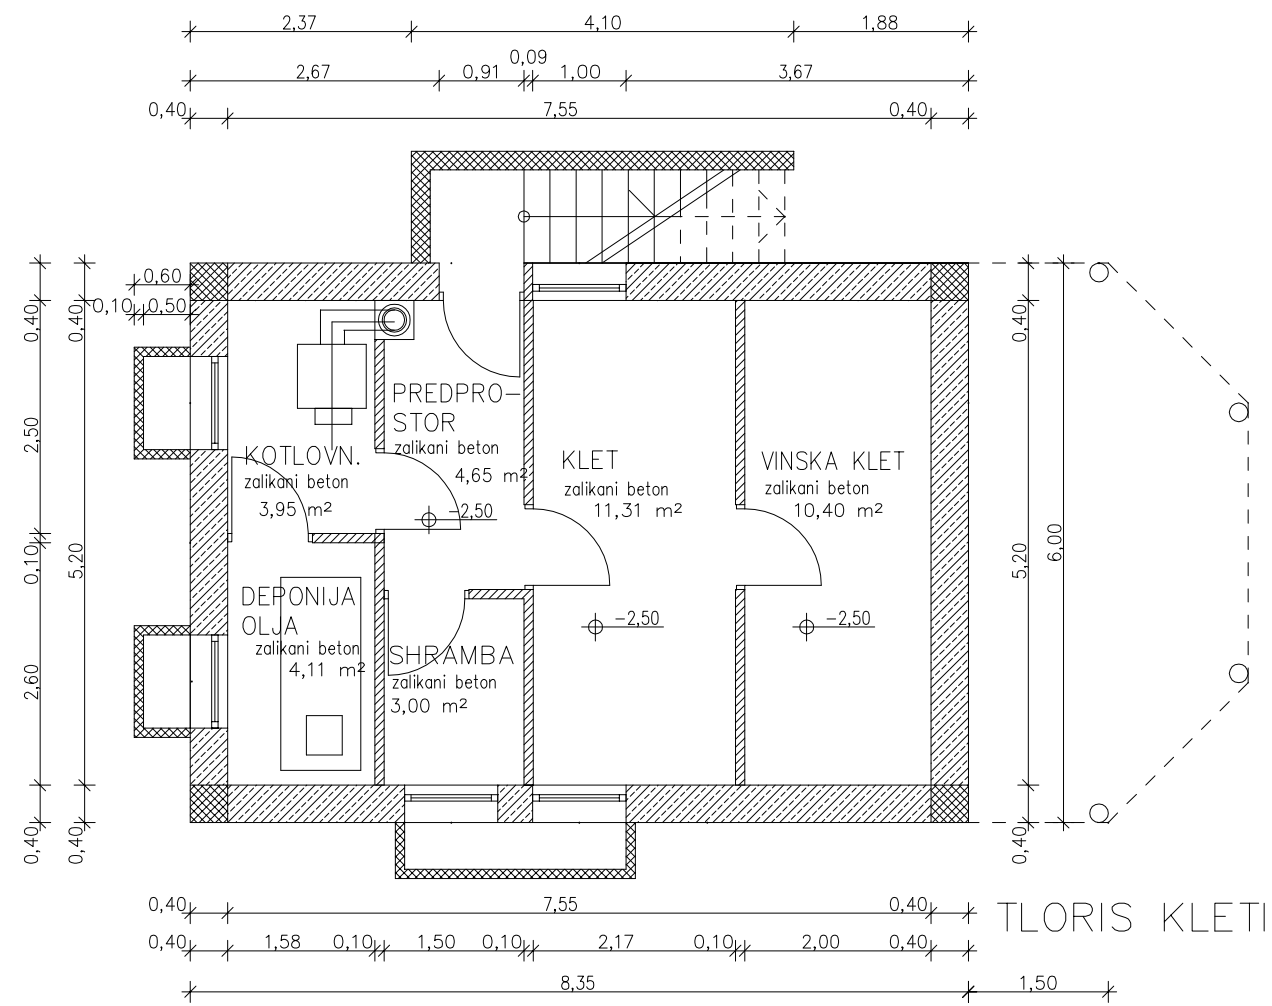 2,37 4,10 1,88
0,09
2,67 0,91 1,00 3,67
0,40 7,55 0,40
0,60
0,10 0,50
0,40 0,40 0,40
PREDPRO-
STOR
zalikani beton
4,65 m²
2,50
KOTLOVN.
zalikani beton
3,95 m²
KLET
zalikani beton
11,31 m²
VINSKA KLET
zalikani beton
10,40 m²
-2,50
0,10 5,20 5,20 6,00
DEPONIJA
OLJA
zalikani beton
4,11 m²
-2,50 -2,50
SHRAMBA
zalikani beton
3,00 m²
2,60
0,40 0,40 0,40
0,40 7,55 0,40
TLORIS KLETI
0,40 1,58 0,10 1,50 0,10 2,17 0,10 2,00 0,40
8,35 1,50